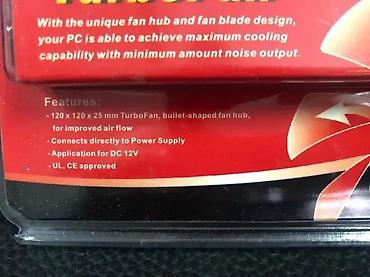 With the unique fan hub and fan blade design,
your PC is able to achieve maximum cooling
capability with minimum amount noise output.
Features:
- 120 x 120 x 25 mm TurboFan, bullet-shaped fan hub,
for improved air flow
- Connects directly to Power Supply
- Application for DC 12V
- UL, CE approved